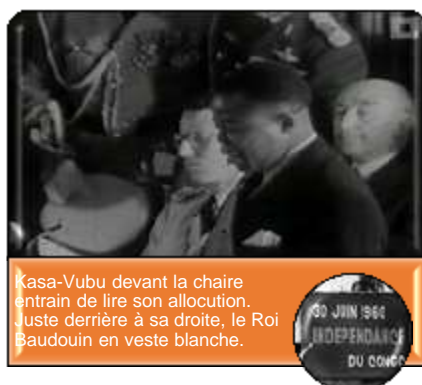 Kasa-Vubu devant la chaire
entrain de lire son allocution.
Juste derrière à sa droite, le Roi
Baudouin en veste blanche.
30 JUIN 1960
INDEPENDANCE
DU CONGO